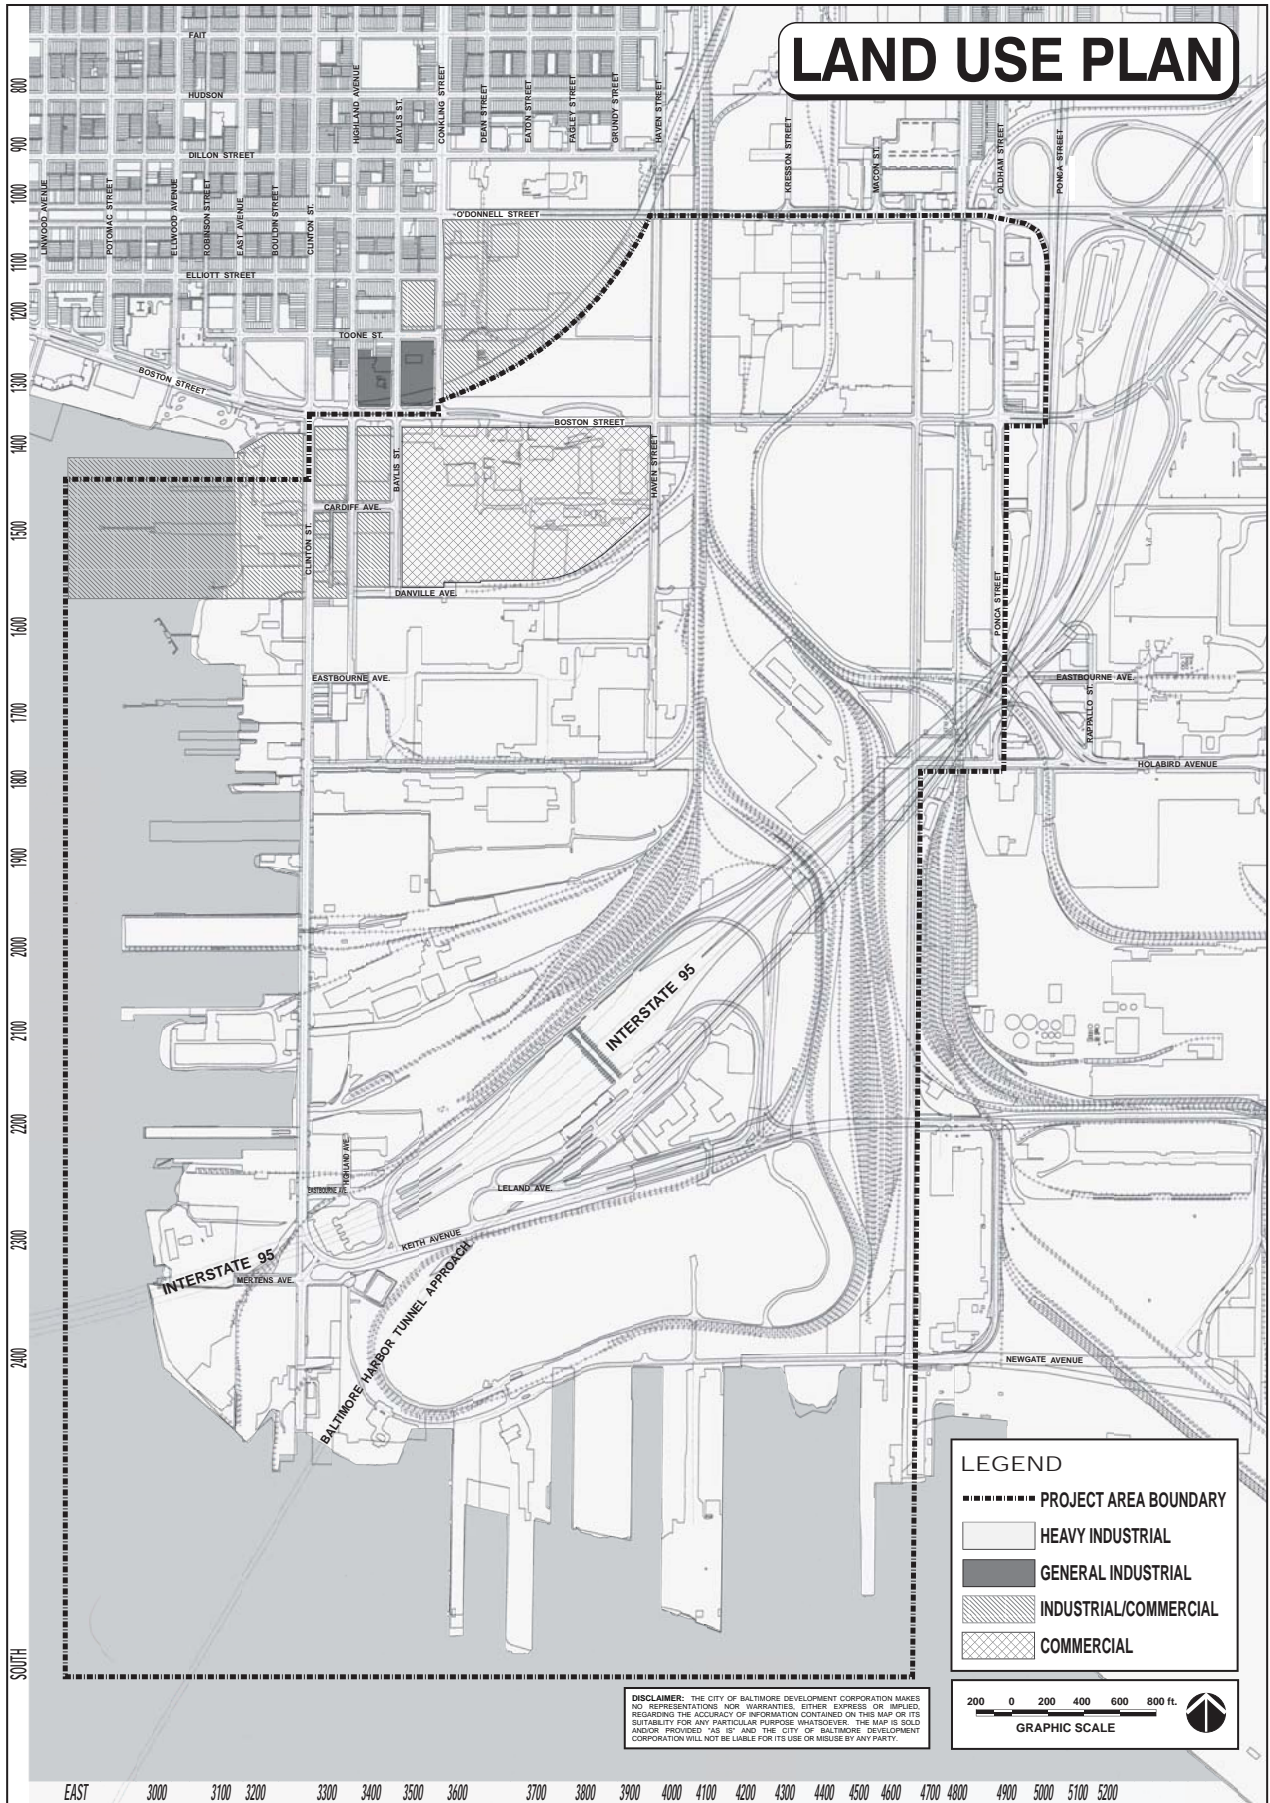 LAND USE PLAN
FAIT
HUDSON
DILLON STREET
O'DONNELL STREET
ELLIOTT STREET
TOONE ST.
BOSTON STREET
LINWOOD AVENUE
POTOMAC STREET
ELLWOOD AVENUE
ROBINSON STREET
EAST AVENUE
BOULDIN STREET
CLINTON ST.
HIGHLAND AVENUE
BAYLIS ST.
CONKLING STREET
DEAN STREET
EATON STREET
FAGLEY STREET
GRUNDY STREET
HAVEN STREET
KRESSON STREET
MACON ST.
OLDHAM STREET
PONCA STREET
BOSTON STREET
BAYLIS ST.
HAVEN STREET
CARDIFF AVE.
CLINTON ST.
DANVILLE AVE.
PONCA STREET
EASTBOURNE AVE.
EASTBOURNE AVE.
RAPPALLO ST.
HOLABIRD AVENUE
INTERSTATE 95
HIGHLAND AVE.
EASTBOURNE AVE.
LELAND AVE.
KEITH AVENUE
INTERSTATE 95
MERTENS AVE.
BALTIMORE HARBOR TUNNEL APPROACH
NEWGATE AVENUE
800
900
1000
1100
1200
1300
1400
1500
1600
1700
1800
1900
2000
2100
2200
2300
2400
SOUTH
LEGEND
PROJECT AREA BOUNDARY
HEAVY INDUSTRIAL
GENERAL INDUSTRIAL
INDUSTRIAL/COMMERCIAL
COMMERCIAL
DISCLAIMER: THE CITY OF BALTIMORE DEVELOPMENT CORPORATION MAKES
NO REPRESENTATIONS NOR WARRANTIES, EITHER EXPRESS OR IMPLIED,
REGARDING THE ACCURACY OF INFORMATION CONTAINED ON THIS MAP OR ITS
SUITABILITY FOR ANY PARTICULAR PURPOSE WHATSOEVER. THE MAP IS SOLD
AND/OR PROVIDED "AS IS" AND THE CITY OF BALTIMORE DEVELOPMENT
CORPORATION WILL NOT BE LIABLE FOR ITS USE OR MISUSE BY ANY PARTY.
200 0 200 400 600 800 ft.
GRAPHIC SCALE
EAST 3000 3100 3200 3300 3400 3500 3600 3700 3800 3900 4000 4100 4200 4300 4400 4500 4600 4700 4800 4900 5000 5100 5200